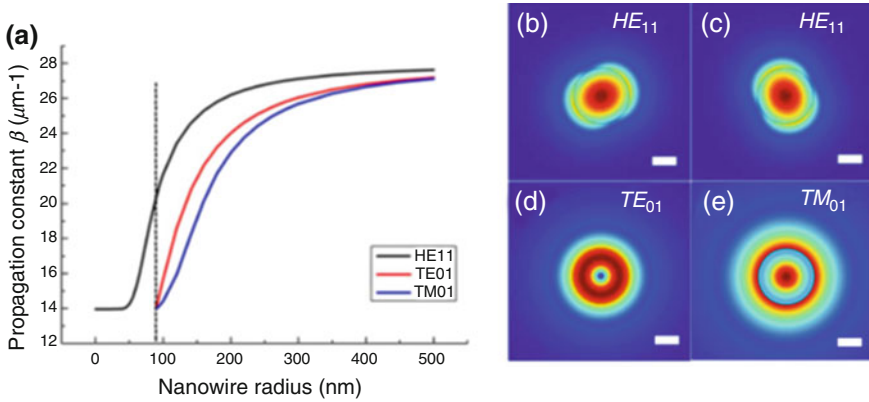 (a)
Propagation constant β (μm-1)
28
26
24
22
20
18
16
14
12
0
100
200
300
400
500
Nanowire radius (nm)
HE11
TE01
TM01
(b)
HE₁₁
(c)
HE₁₁
(d)
TE₀₁
(e)
TM₀₁